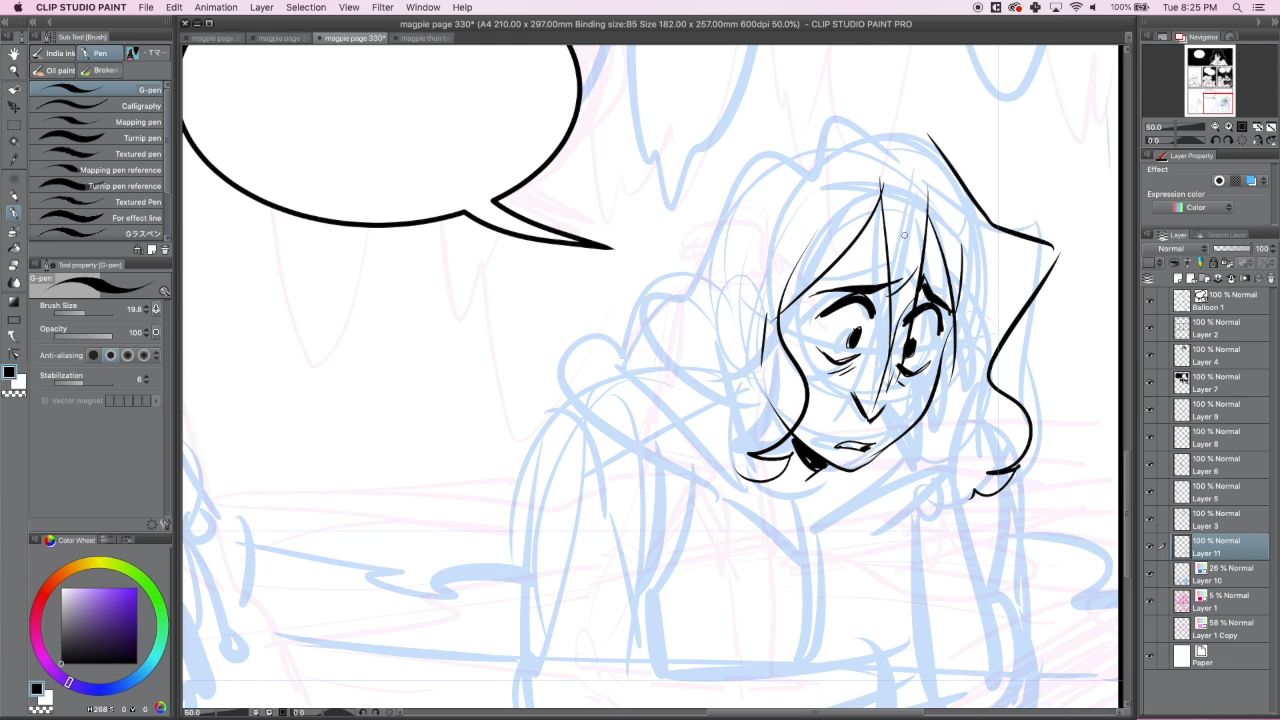 CLIP STUDIO PAINT File Edit Animation Layer Selection View Filter Window Help 100% Tue 8:25 PM
magpie page 330* (A4 210.00 x 297.00mm Binding size:B5 Size 182.00 x 257.00mm 600dpi 50.0%) - CLIP STUDIO PAINT PRO
Sub Tool [Brush]
magpie page
magpie page 3
magpie page 330*
magpie thumb
India ink
Pen
Oil paint
Broken
G-pen
Calligraphy
Mapping pen
Turnip pen
Textured pen
Mapping pen reference
Turnip pen reference
Textured Pen
For effect line
Gラスペン
Tool property [G-pen]
G-pen
Brush Size 19.8
Opacity 100
Anti-aliasing
Stabilization 6
Vector magnet
Color Wheel
H 268 S 0 V 0
50.0 0.0
Navigator
50.0
0.0
Layer Property
Effect
Expression color
Color
Layer Search Layer
Normal 100
100 % Normal
Balloon 1
100 % Normal
Layer 2
100 % Normal
Layer 4
100 % Normal
Layer 7
100 % Normal
Layer 9
100 % Normal
Layer 8
100 % Normal
Layer 6
100 % Normal
Layer 5
100 % Normal
Layer 3
100 % Normal
Layer 11
26 % Normal
Layer 10
5 % Normal
Layer 1
58 % Normal
Layer 1 Copy
Paper